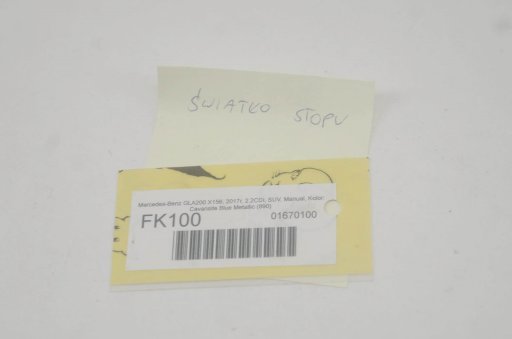 ŚWIATŁO STOPU
Mercedes-Benz GLA200 X156, 2017r, 2.2CDI, SUV, Manual, Kolor:
Cavansite Blue Metallic (890)
FK100 01670100